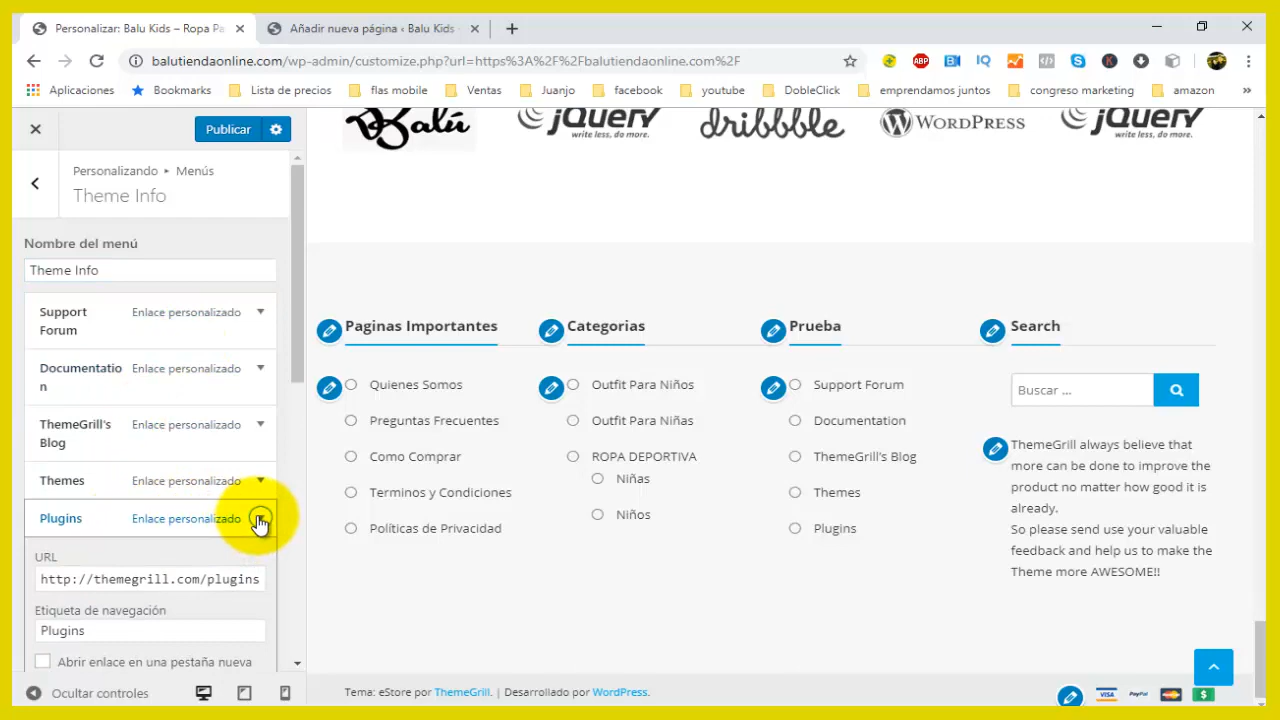 Personalizar: Balu Kids – Ropa Pa
Añadir nueva página ‹ Balu Kids -
balutiendaonline.com/wp-admin/customize.php?url=https%3A%2F%2Fbalutiendaonline.com%2F
Aplicaciones
Bookmarks
Lista de precios
flas mobile
Ventas
Juanjo
facebook
youtube
DobleClick
emprendamos juntos
congreso marketing
amazon
»
Publicar
Personalizando ▸ Menús
Theme Info
Nombre del menú
Theme Info
Support
Forum
Enlace personalizado
Documentatio
n
Enlace personalizado
ThemeGrill's
Blog
Enlace personalizado
Themes
Enlace personalizado
Plugins
Enlace personalizado
URL
http://themegrill.com/plugins
Etiqueta de navegación
Plugins
Abrir enlace en una pestaña nueva
Ocultar controles
Balú
jQuery
write less, do more.
dribbble
WORDPRESS
jQuery
write less, do more.
Paginas Importantes
Quienes Somos
Preguntas Frecuentes
Como Comprar
Terminos y Condiciones
Políticas de Privacidad
Categorias
Outfit Para Niños
Outfit Para Niñas
ROPA DEPORTIVA
Niñas
Niños
Prueba
Support Forum
Documentation
ThemeGrill's Blog
Themes
Plugins
Search
Buscar ...
ThemeGrill always believe that
more can be done to improve the
product no matter how good it is
already.
So please send use your valuable
feedback and help us to make the
Theme more AWESOME!!
Tema: eStore por ThemeGrill. | Desarrollado por WordPress.
VISA
PayPal